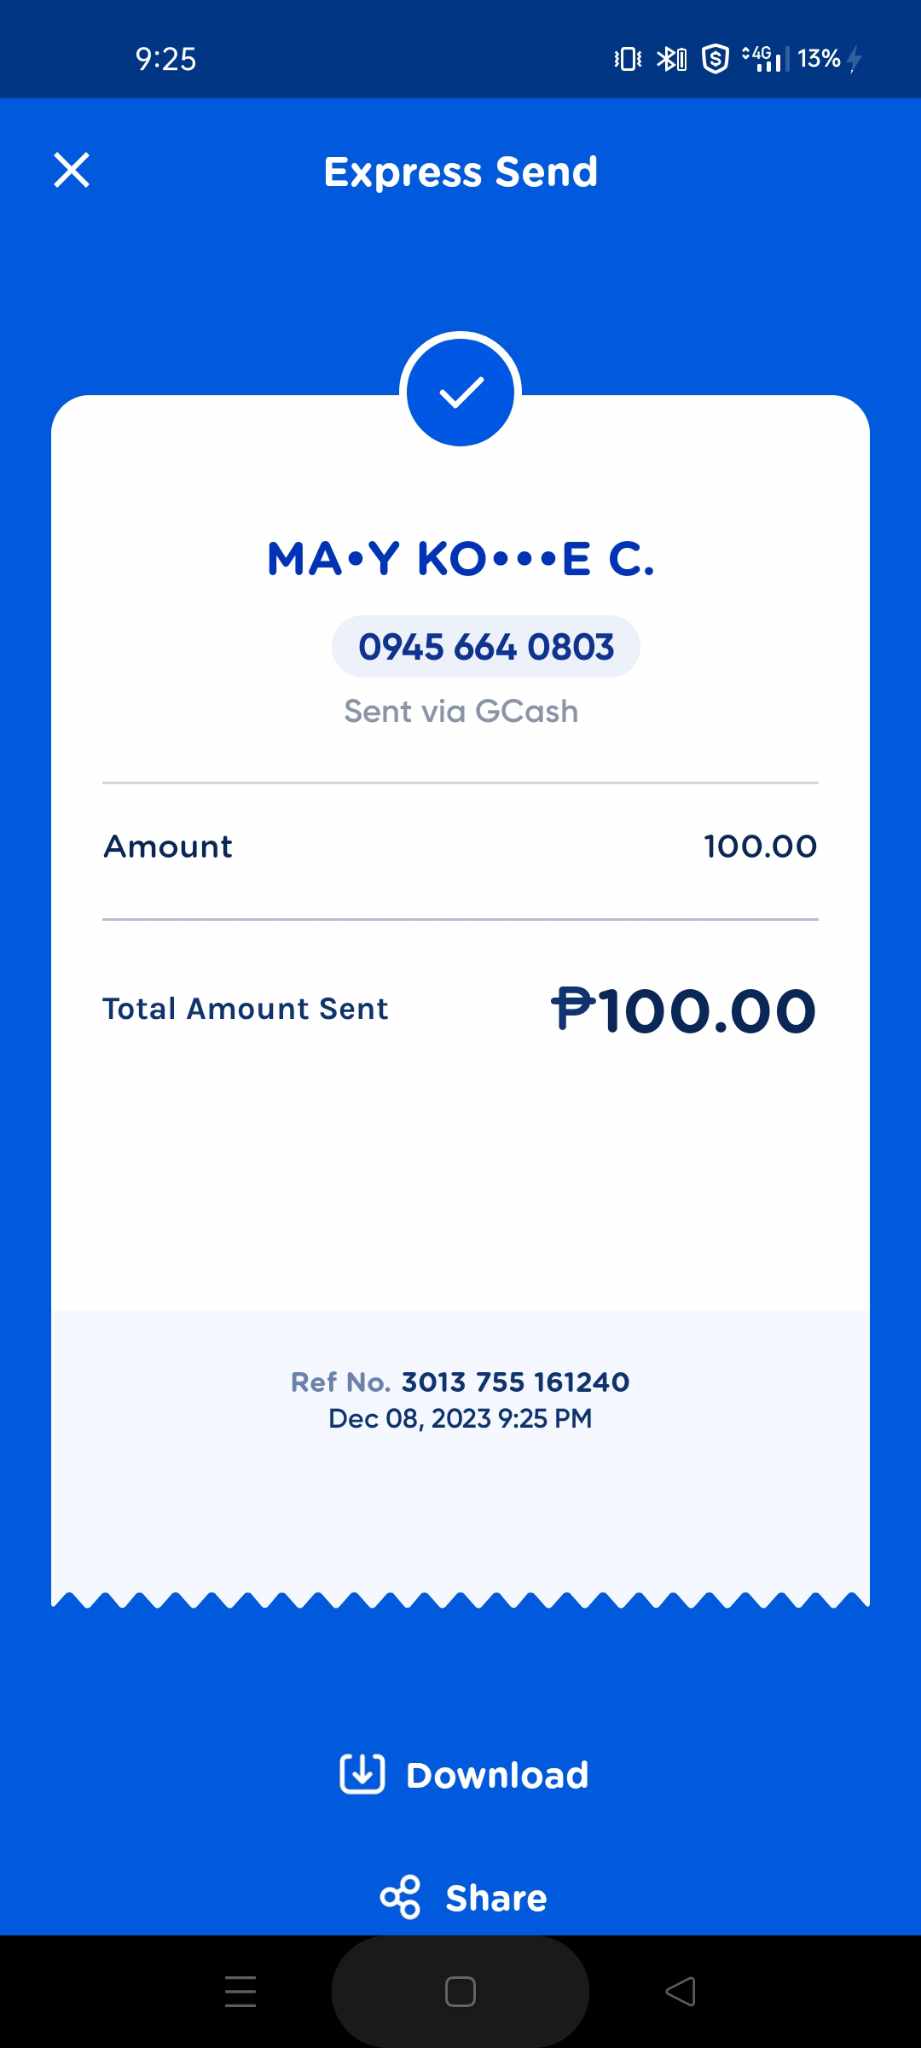 9:25 4G 13%
Express Send
MA•Y KO•••E C.
0945 664 0803
Sent via GCash
Amount 100.00
Total Amount Sent ₱100.00
Ref No. 3013 755 161240
Dec 08, 2023 9:25 PM
Download
Share